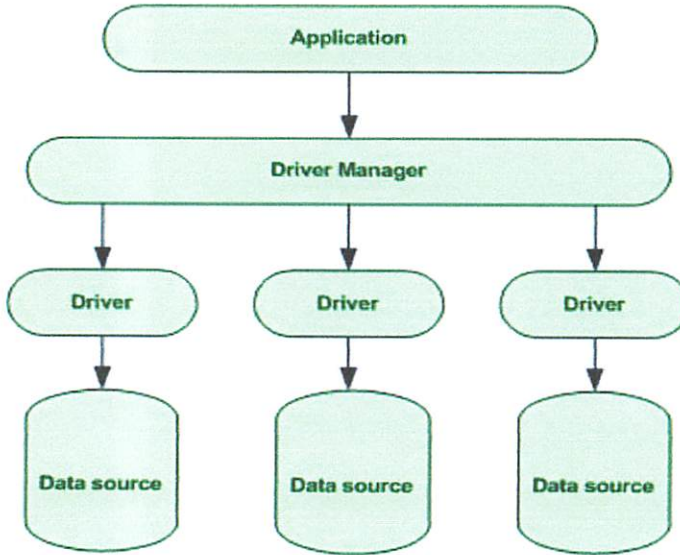 Application
Driver Manager
Driver
Driver
Driver
Data source
Data source
Data source